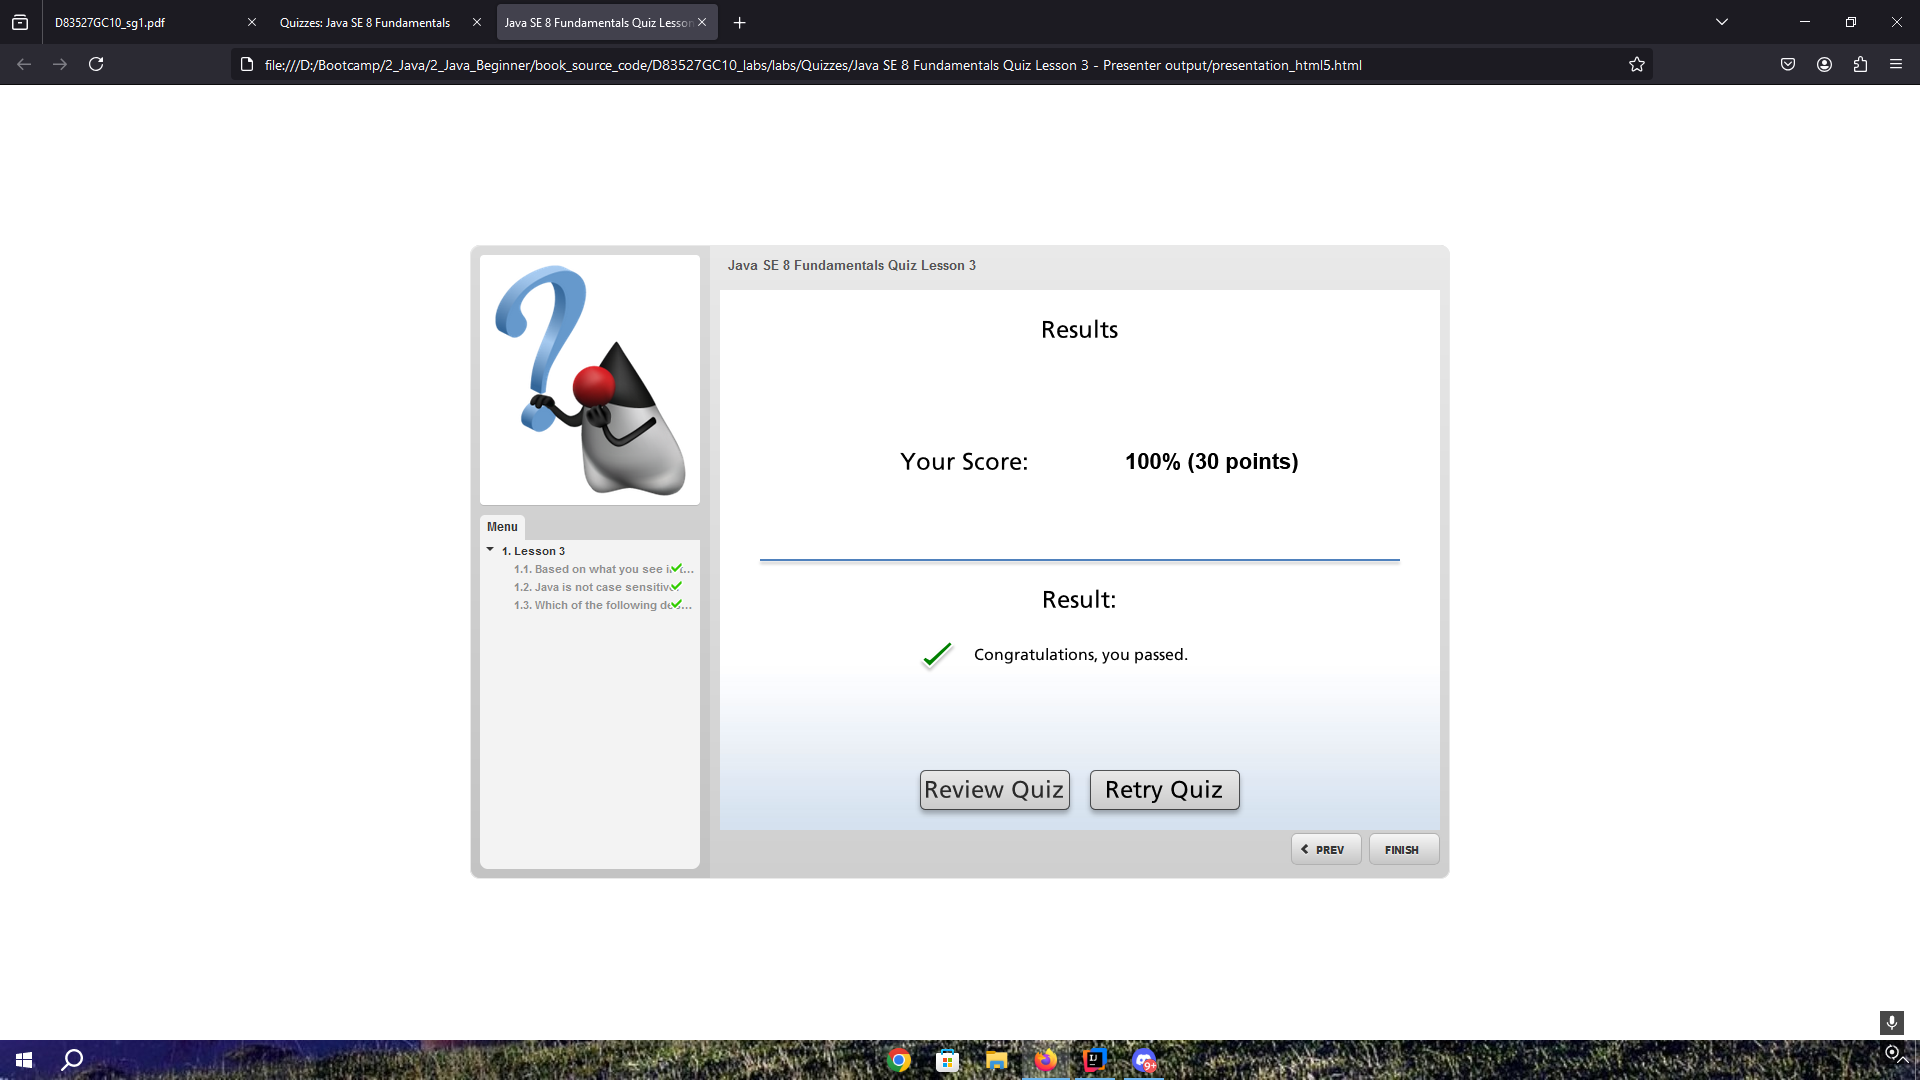 D83527GC10_sg1.pdf
Quizzes: Java SE 8 Fundamentals
Java SE 8 Fundamentals Quiz Lesson
file:///D:/Bootcamp/2_Java/2_Java_Beginner/book_source_code/D83527GC10_labs/labs/Quizzes/Java SE 8 Fundamentals Quiz Lesson 3 - Presenter output/presentation_html5.html
Java SE 8 Fundamentals Quiz Lesson 3
Results
Your Score: 100% (30 points)
Result:
Congratulations, you passed.
Review Quiz Retry Quiz
PREV FINISH
Menu
1. Lesson 3
1.1. Based on what you see i
1.2. Java is not case sensitiv
1.3. Which of the following de
IJ
9+